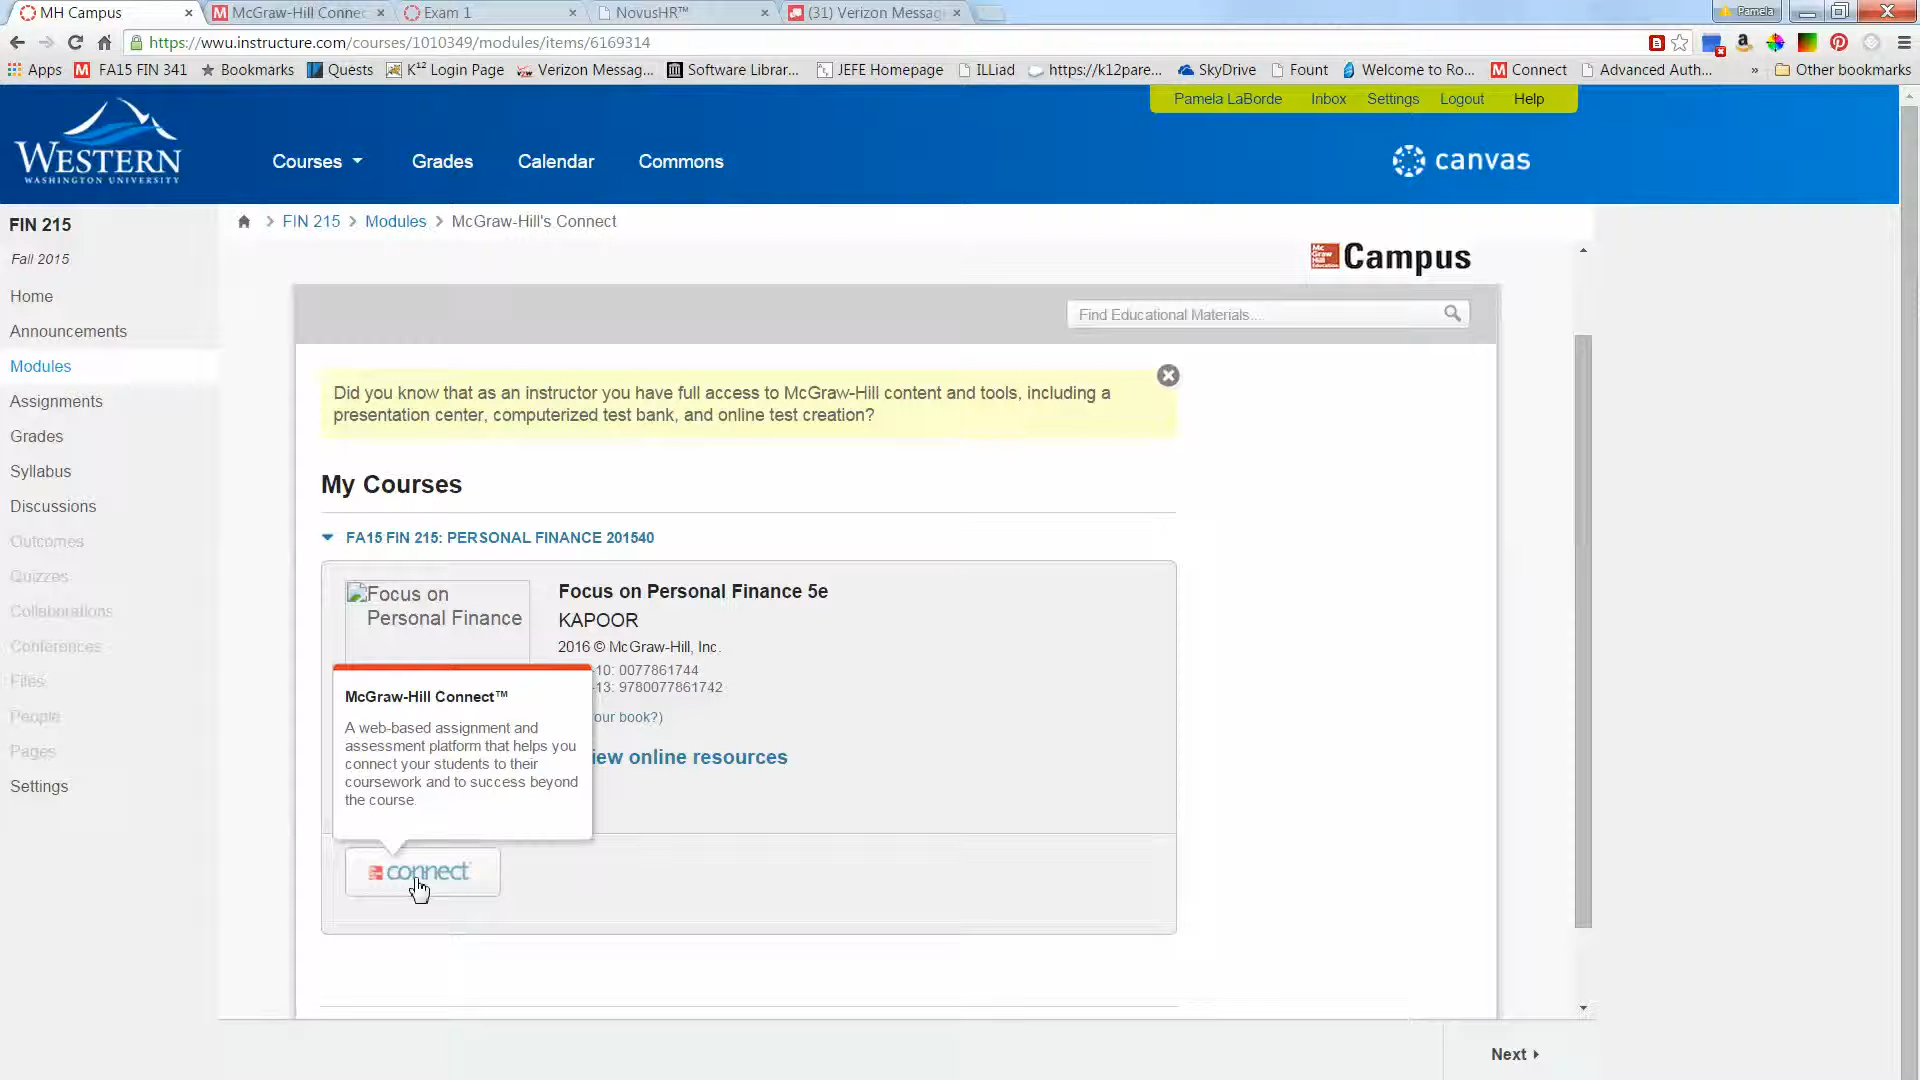 MH Campus
McGraw-Hill Connec
Exam 1
NovusHR™
(31) Verizon Messag
Pamela
https://wwu.instructure.com/courses/1010349/modules/items/6169314
Apps
FA15 FIN 341
Bookmarks
Quests
K¹² Login Page
Verizon Messag...
Software Librar...
JEFE Homepage
ILLiad
https://k12pare...
SkyDrive
Fount
Welcome to Ro...
Connect
Advanced Auth...
»
Other bookmarks
Pamela LaBorde
Inbox
Settings
Logout
Help
WESTERN
WASHINGTON UNIVERSITY
Courses
Grades
Calendar
Commons
canvas
FIN 215
Fall 2015
Home
Announcements
Modules
Assignments
Grades
Syllabus
Discussions
Outcomes
Quizzes
Collaborations
Conferences
Files
People
Pages
Settings
FIN 215 > Modules > McGraw-Hill's Connect
Mc Graw Hill Education Campus
Find Educational Materials....
Did you know that as an instructor you have full access to McGraw-Hill content and tools, including a
presentation center, computerized test bank, and online test creation?
My Courses
FA15 FIN 215: PERSONAL FINANCE 201540
Focus on
Personal Finance
Focus on Personal Finance 5e
KAPOOR
2016 © McGraw-Hill, Inc.
-10: 0077861744
-13: 9780077861742
our book?)
iew online resources
McGraw-Hill Connect™
A web-based assignment and
assessment platform that helps you
connect your students to their
coursework and to success beyond
the course.
connect
Next